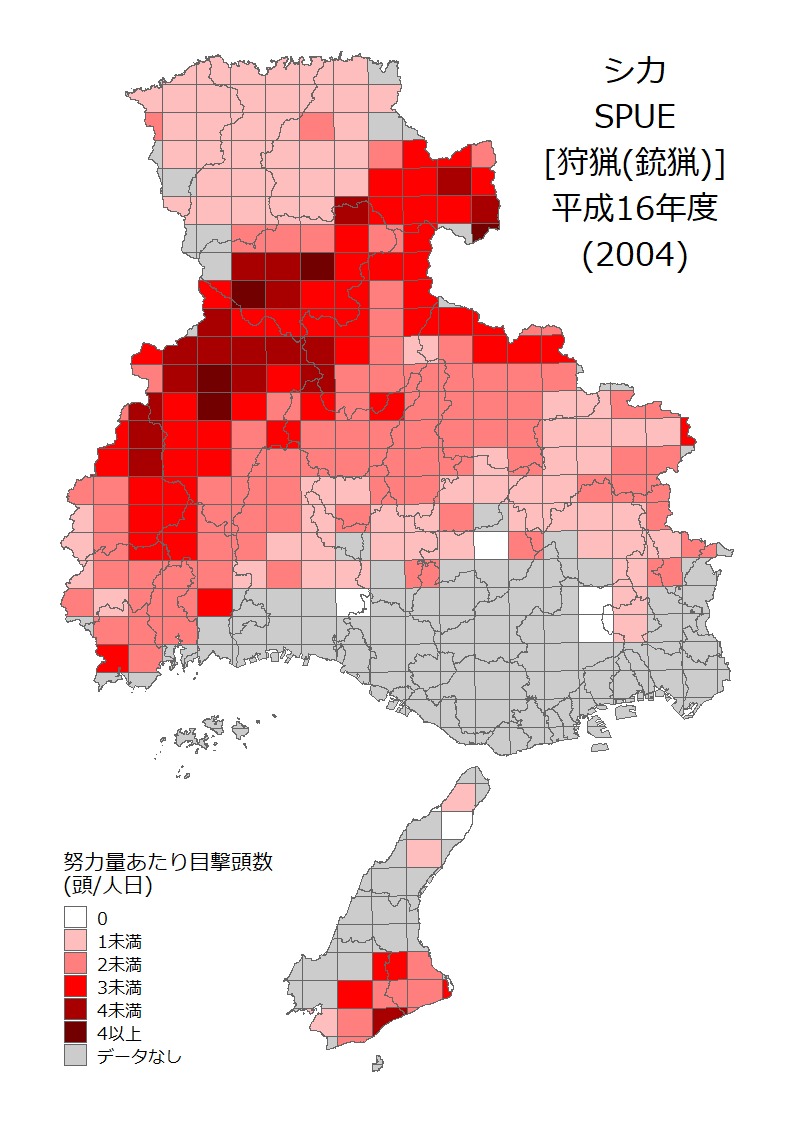 シカ
SPUE
[狩猟(銃猟)]
平成16年度
(2004)
努力量あたり目撃頭数
(頭/人日)
0
1未満
2未満
3未満
4未満
4以上
データなし